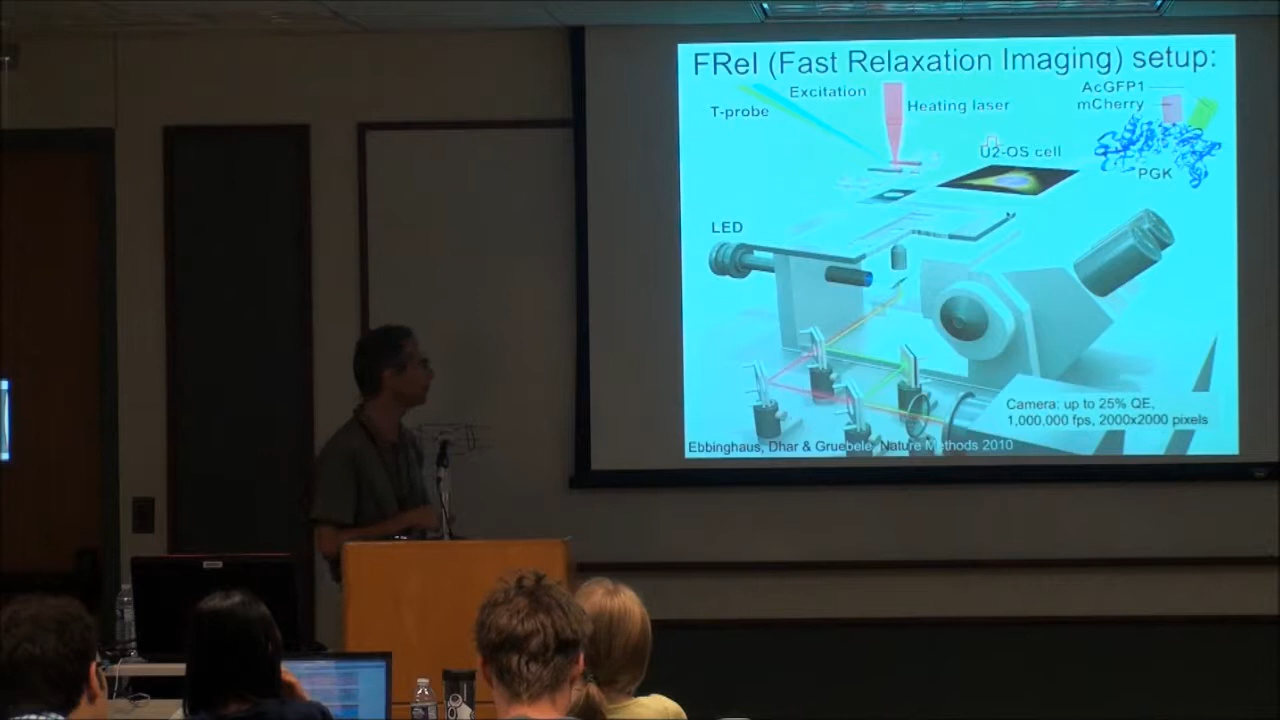 FReI (Fast Relaxation Imaging) setup:
Excitation
T-probe
Heating laser
AcGFP1
mCherry
U2-OS cell
PGK
LED
Camera: up to 25% QE,
1,000,000 fps, 2000x2000 pixels
Ebbinghaus, Dhar & Gruebele, Nature Methods 2010